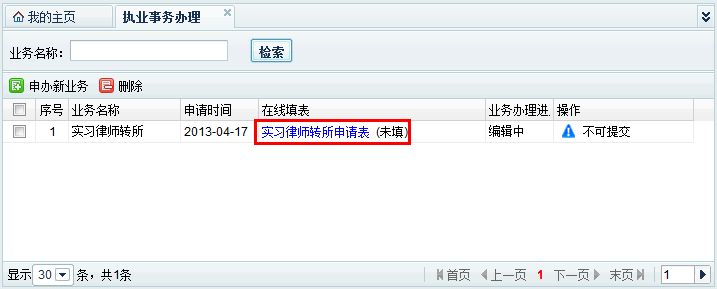 我的主页 执业事务办理
业务名称: 检索
申办新业务 删除
序号 业务名称 申请时间 在线填表 业务办理进 操作
1 实习律师转所 2013-04-17 实习律师转所申请表 (未填) 编辑中 不可提交
显示 30 条，共1条 首页 上一页 1 下一页 末页 1